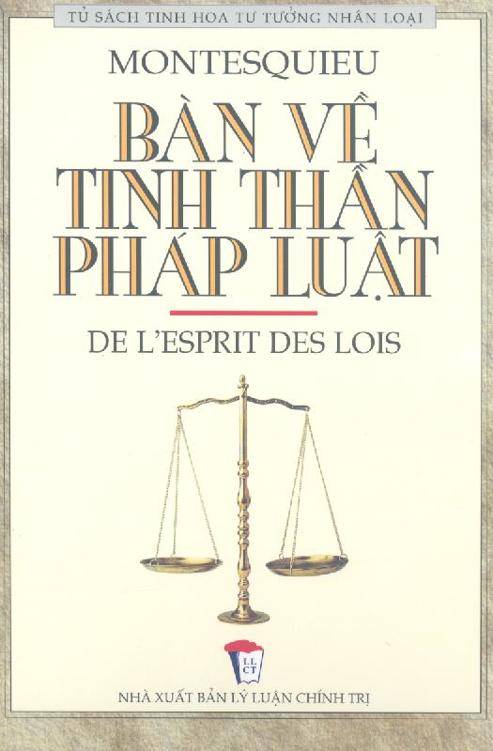 TỦ SÁCH TINH HOA TƯ TƯỞNG NHÂN LOẠI
MONTESQUIEU
BÀN VỀ
TINH THẦN
PHÁP LUẬT
DE L'ESPRIT DES LOIS
LL
CT
NHÀ XUẤT BẢN LÝ LUẬN CHÍNH TRỊ